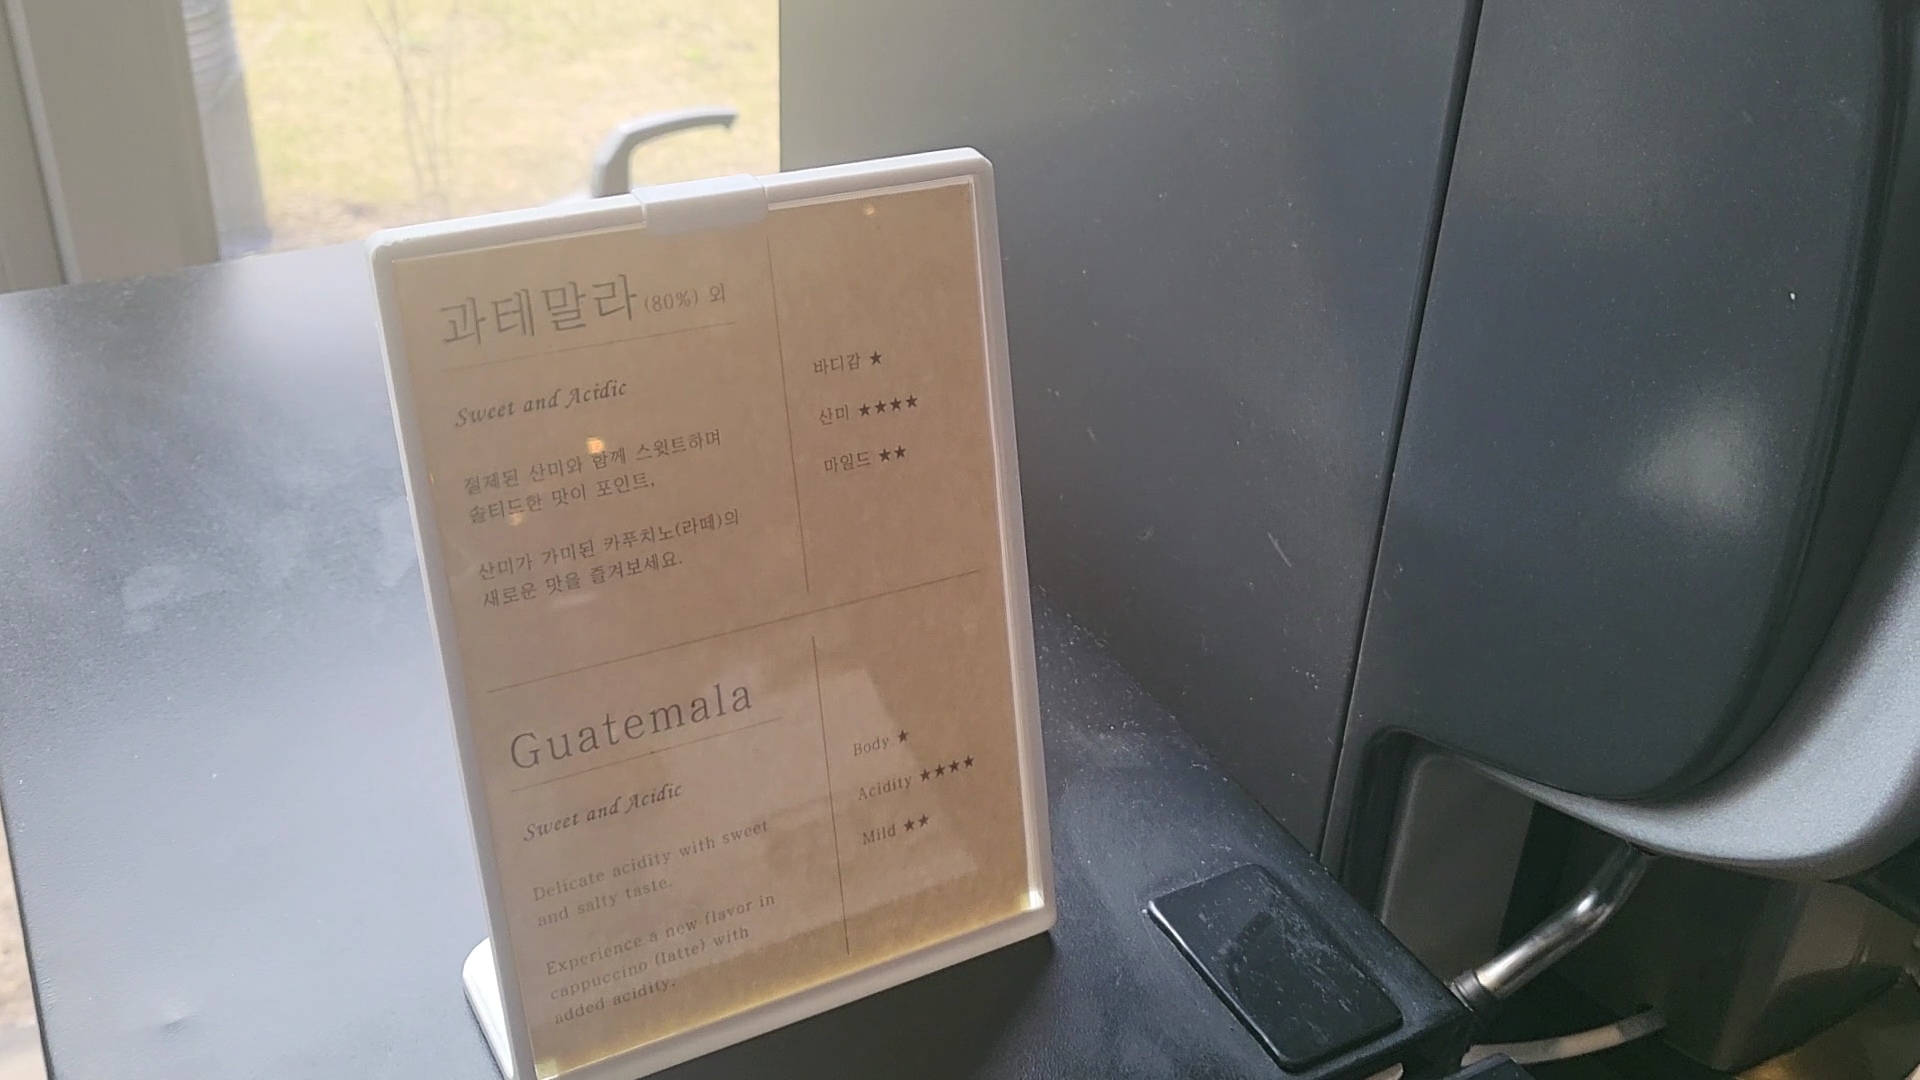 과테말라 (80%) 외
Sweet and Acidic
절제된 산미와 함께 스윗트하며
솔티드한 맛이 포인트,
산미가 가미된 카푸치노(라떼)의
새로운 맛을 즐겨보세요.
바디감 ★
산미 ★★★★
마일드 ★★
Guatemala
Sweet and Acidic
Delicate acidity with sweet
and salty taste.
Experience a new flavor in
cappuccino (latte) with
added acidity.
Body ★
Acidity ★★★★
Mild ★★